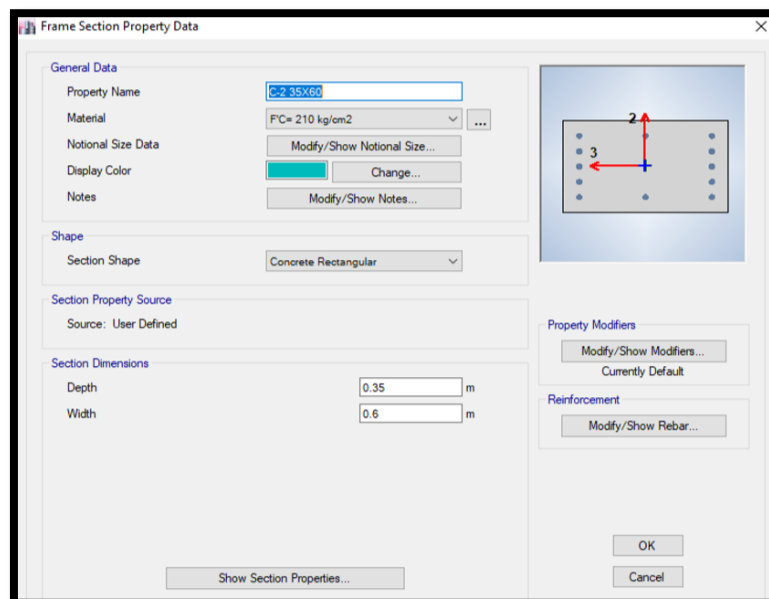 Frame Section Property Data
General Data
Property Name
C-2 35X60
Material
F'C= 210 kg/cm2
...
Notional Size Data
Modify/Show Notional Size...
Display Color
Change...
Notes
Modify/Show Notes...
2
3
Shape
Section Shape
Concrete Rectangular
Section Property Source
Source: User Defined
Section Dimensions
Depth
0.35
m
Width
0.6
m
Show Section Properties...
Property Modifiers
Modify/Show Modifiers...
Currently Default
Reinforcement
Modify/Show Rebar...
OK
Cancel